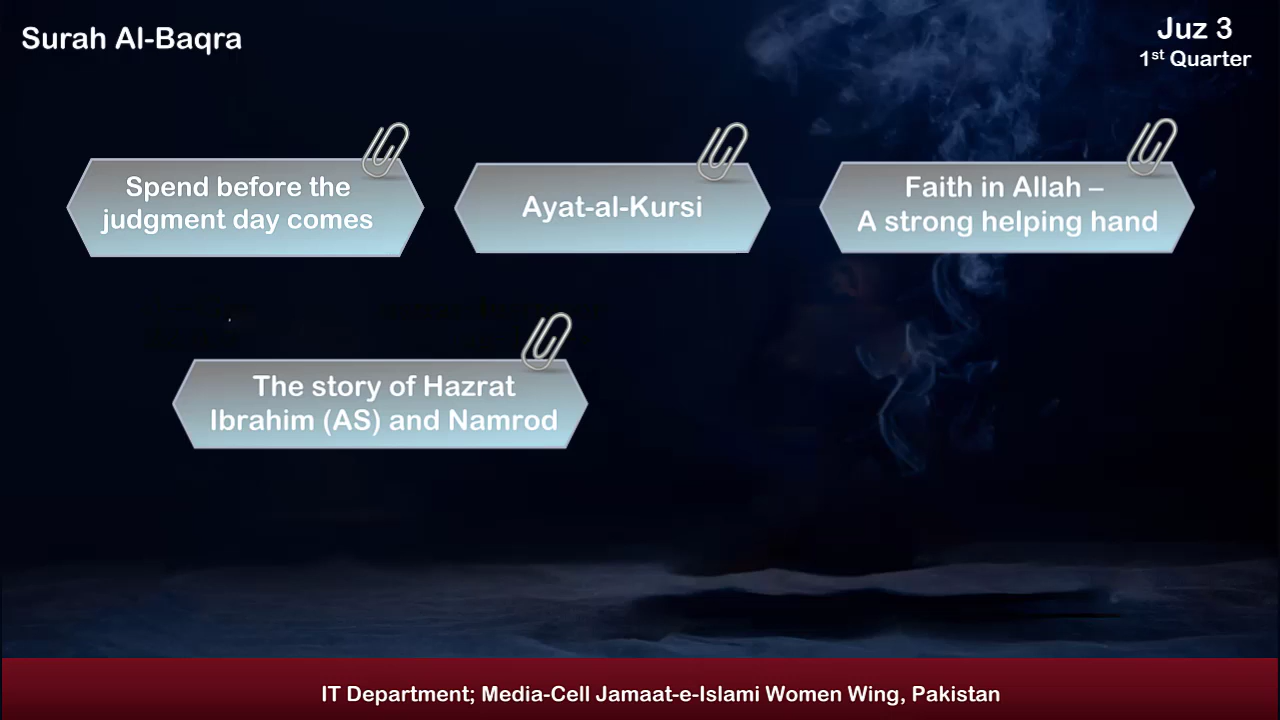 Surah Al-Baqra
Juz 3
1st Quarter
Spend before the
judgment day comes
Ayat-al-Kursi
Faith in Allah –
A strong helping hand
The story of Hazrat
Ibrahim (AS) and Namrod
IT Department; Media-Cell Jamaat-e-Islami Women Wing, Pakistan